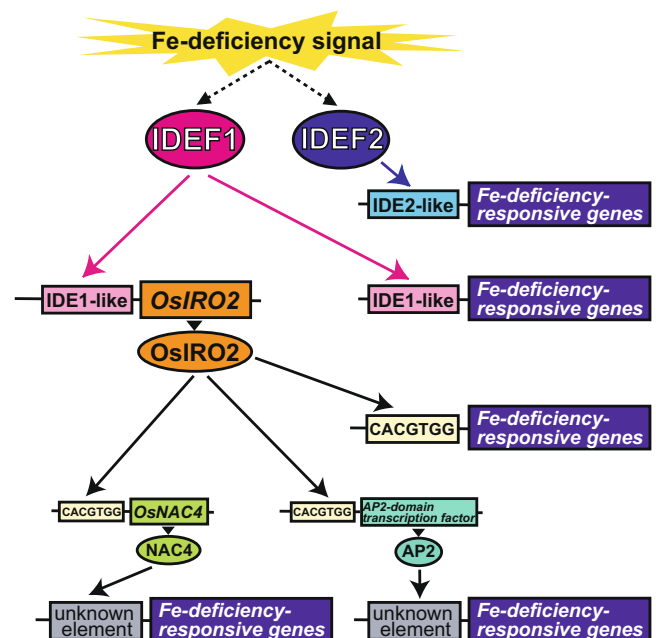 Fe-deficiency signal
IDEF1
IDEF2
IDE2-like
Fe-deficiency-
responsive genes
IDE1-like
OsIRO2
IDE1-like
Fe-deficiency-
responsive genes
OsIRO2
CACGTGG
Fe-deficiency-
responsive genes
CACGTGG
OsNAC4
CACGTGG
AP2-domain
transcription factor
NAC4
AP2
unknown
element
Fe-deficiency-
responsive genes
unknown
element
Fe-deficiency-
responsive genes